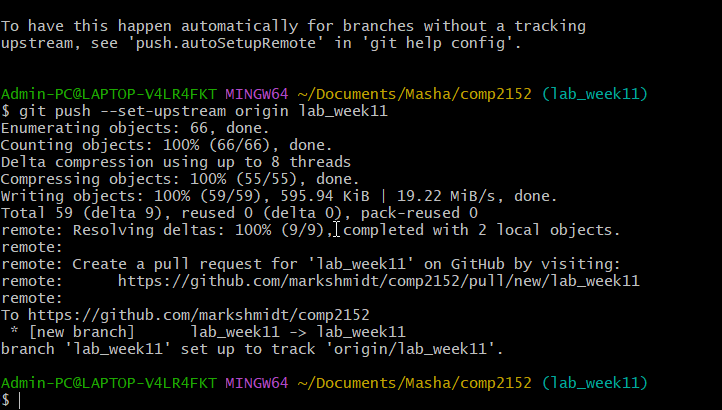 To have this happen automatically for branches without a tracking
upstream, see 'push.autoSetupRemote' in 'git help config'.
Admin-PC@LAPTOP-V4LR4FKT MINGW64 ~/Documents/Masha/comp2152 (lab_week11)
$ git push --set-upstream origin lab_week11
Enumerating objects: 66, done.
Counting objects: 100% (66/66), done.
Delta compression using up to 8 threads
Compressing objects: 100% (55/55), done.
Writing objects: 100% (59/59), 595.94 KiB | 19.22 MiB/s, done.
Total 59 (delta 9), reused 0 (delta 0), pack-reused 0
remote: Resolving deltas: 100% (9/9), completed with 2 local objects.
remote:
remote: Create a pull request for 'lab_week11' on GitHub by visiting:
remote:      https://github.com/markshmidt/comp2152/pull/new/lab_week11
remote:
To https://github.com/markshmidt/comp2152
 * [new branch]      lab_week11 -> lab_week11
branch 'lab_week11' set up to track 'origin/lab_week11'.
Admin-PC@LAPTOP-V4LR4FKT MINGW64 ~/Documents/Masha/comp2152 (lab_week11)
$